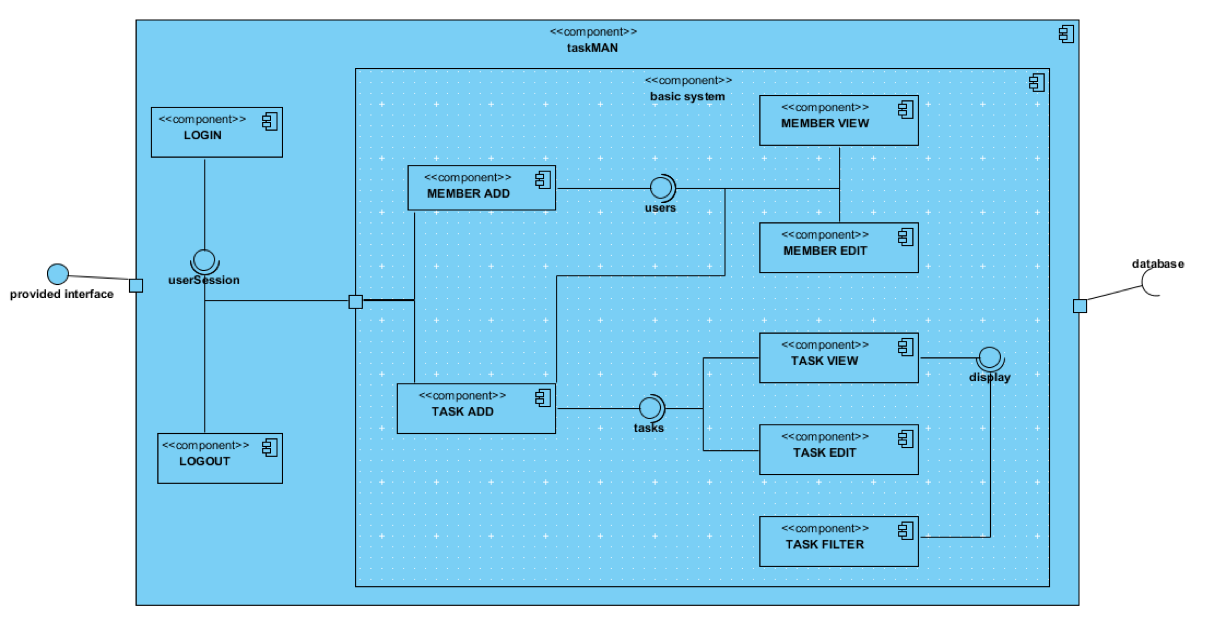 <<component>>
taskMAN
<<component>>
basic system
<<component>>
LOGIN
<<component>>
MEMBER VIEW
<<component>>
MEMBER ADD
users
<<component>>
MEMBER EDIT
userSession
provided interface
database
<<component>>
TASK VIEW
display
<<component>>
TASK ADD
tasks
<<component>>
TASK EDIT
<<component>>
LOGOUT
<<component>>
TASK FILTER